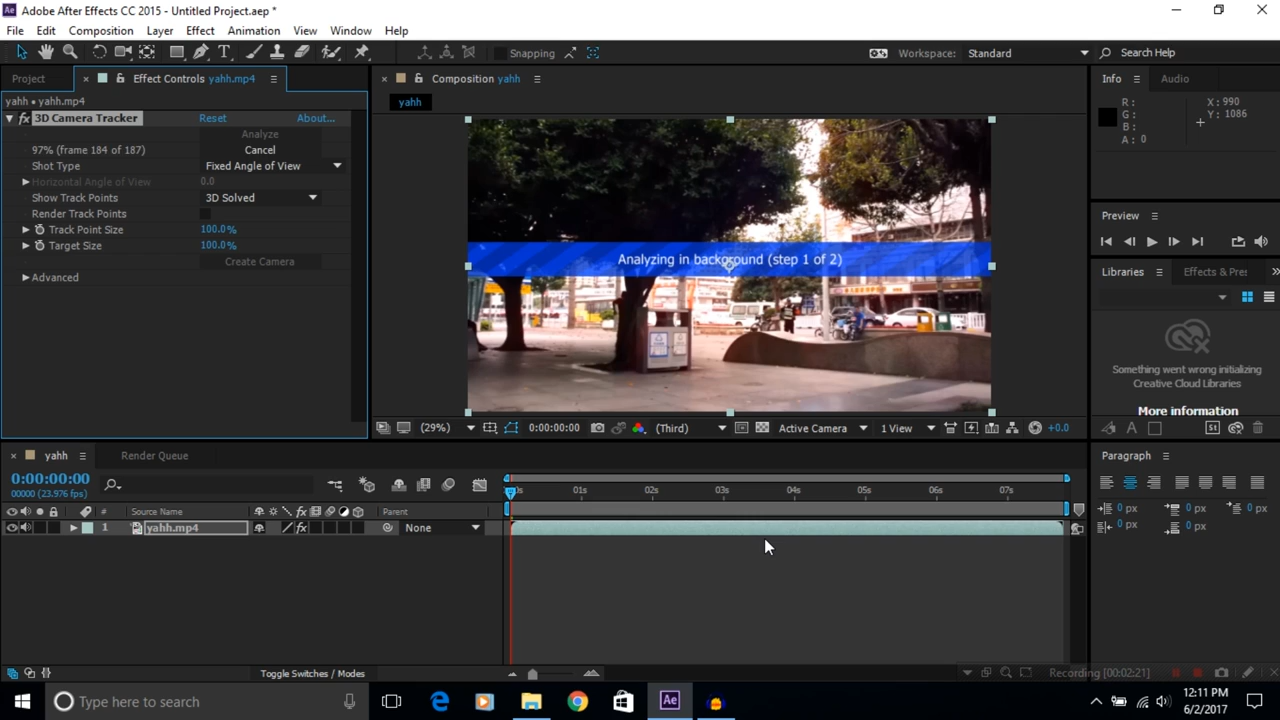 Adobe After Effects CC 2015 - Untitled Project.aep *
File Edit Composition Layer Effect Animation View Window Help
Snapping
Workspace: Standard
Search Help
Project
Effect Controls yahh.mp4
Composition yahh
Info
Audio
yahh • yahh.mp4
yahh
fx 3D Camera Tracker Reset About...
Analyze
97% (frame 184 of 187) Cancel
Shot Type Fixed Angle of View
Horizontal Angle of View 0.0
Show Track Points 3D Solved
Render Track Points
Track Point Size 100.0%
Target Size 100.0%
Create Camera
Advanced
Analyzing in background (step 1 of 2)
R:
G:
B:
A: 0
X: 990
Y: 1086
Preview
Libraries
Effects & Pres
Something went wrong initializing
Creative Cloud Libraries
More information
(29%) 0:00:00:00 (Third) Active Camera 1 View +0.0
yahh
Render Queue
0:00:00:00
00000 (23.976 fps)
01s 02s 03s 04s 05s 06s 07s
# Source Name Parent
1 yahh.mp4 None
Paragraph
0 px 0 px 0 px
0 px 0 px
Toggle Switches / Modes
Recording [00:02:21]
Type here to search
Ae
12:11 PM
6/2/2017